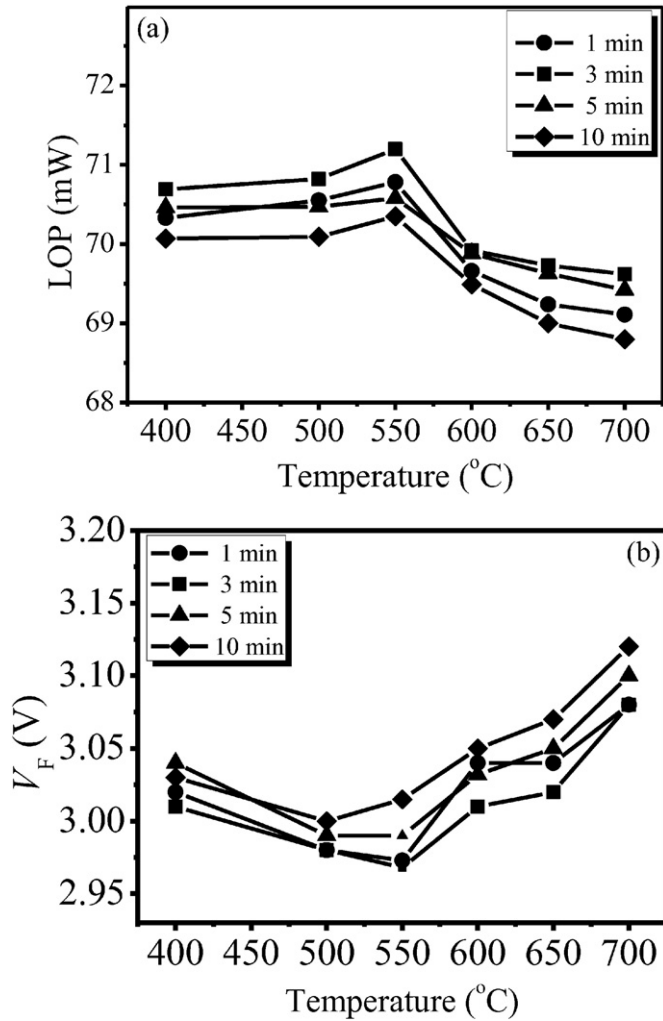 (a)
1 min
3 min
5 min
10 min
72
71
70
69
68
LOP (mW)
400 450 500 550 600 650 700
Temperature (°C)
3.20
3.15
3.10
3.05
3.00
2.95
V_F (V)
1 min
3 min
5 min
10 min
(b)
400 450 500 550 600 650 700
Temperature (°C)